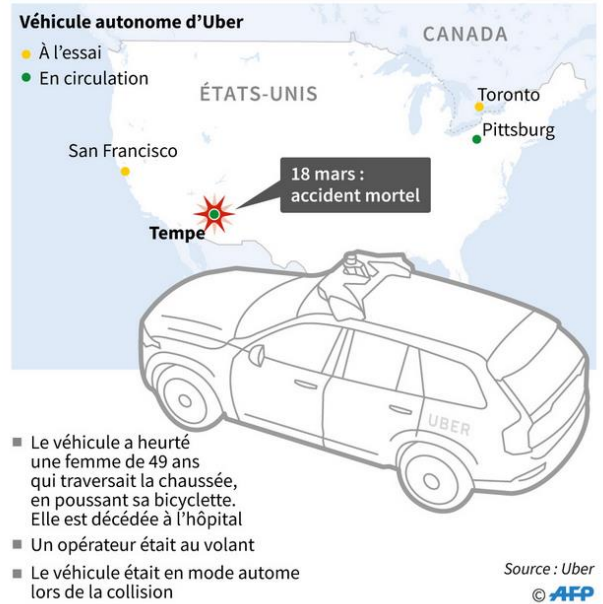 Véhicule autonome d’Uber
À l’essai
En circulation
CANADA
ÉTATS-UNIS
Toronto
Pittsburg
San Francisco
18 mars :
accident mortel
Tempe
UBER
Le véhicule a heurté
une femme de 49 ans
qui traversait la chaussée,
en poussant sa bicyclette.
Elle est décédée à l’hôpital
Un opérateur était au volant
Le véhicule était en mode autome
lors de la collision
Source : Uber
© AFP